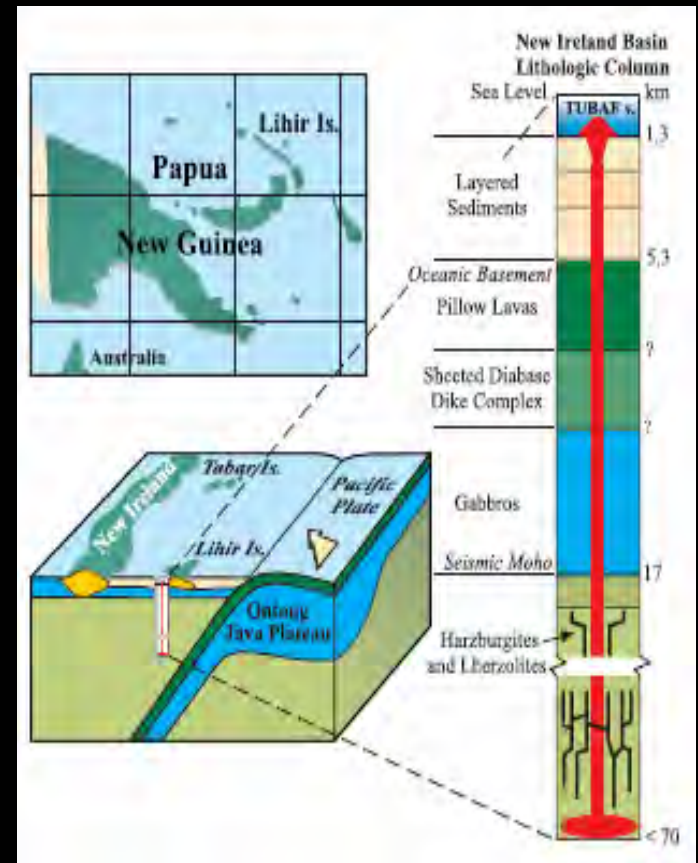 New Ireland Basin
Lithologic Column
Sea Level
km
TUBAF v.
1,3
Layered
Sediments
5,3
Oceanic Basement
Pillow Lavas
?
Sheeted Diabase
Dike Complex
?
Gabbros
Seismic Moho
17
Harzburgites
and Lherzolites
< 70
Lihir Is.
Papua
New Guinea
Australia
Tabar Is.
New Ireland
Pacific
Plate
Lihir Is.
Ontong
Java Plateau